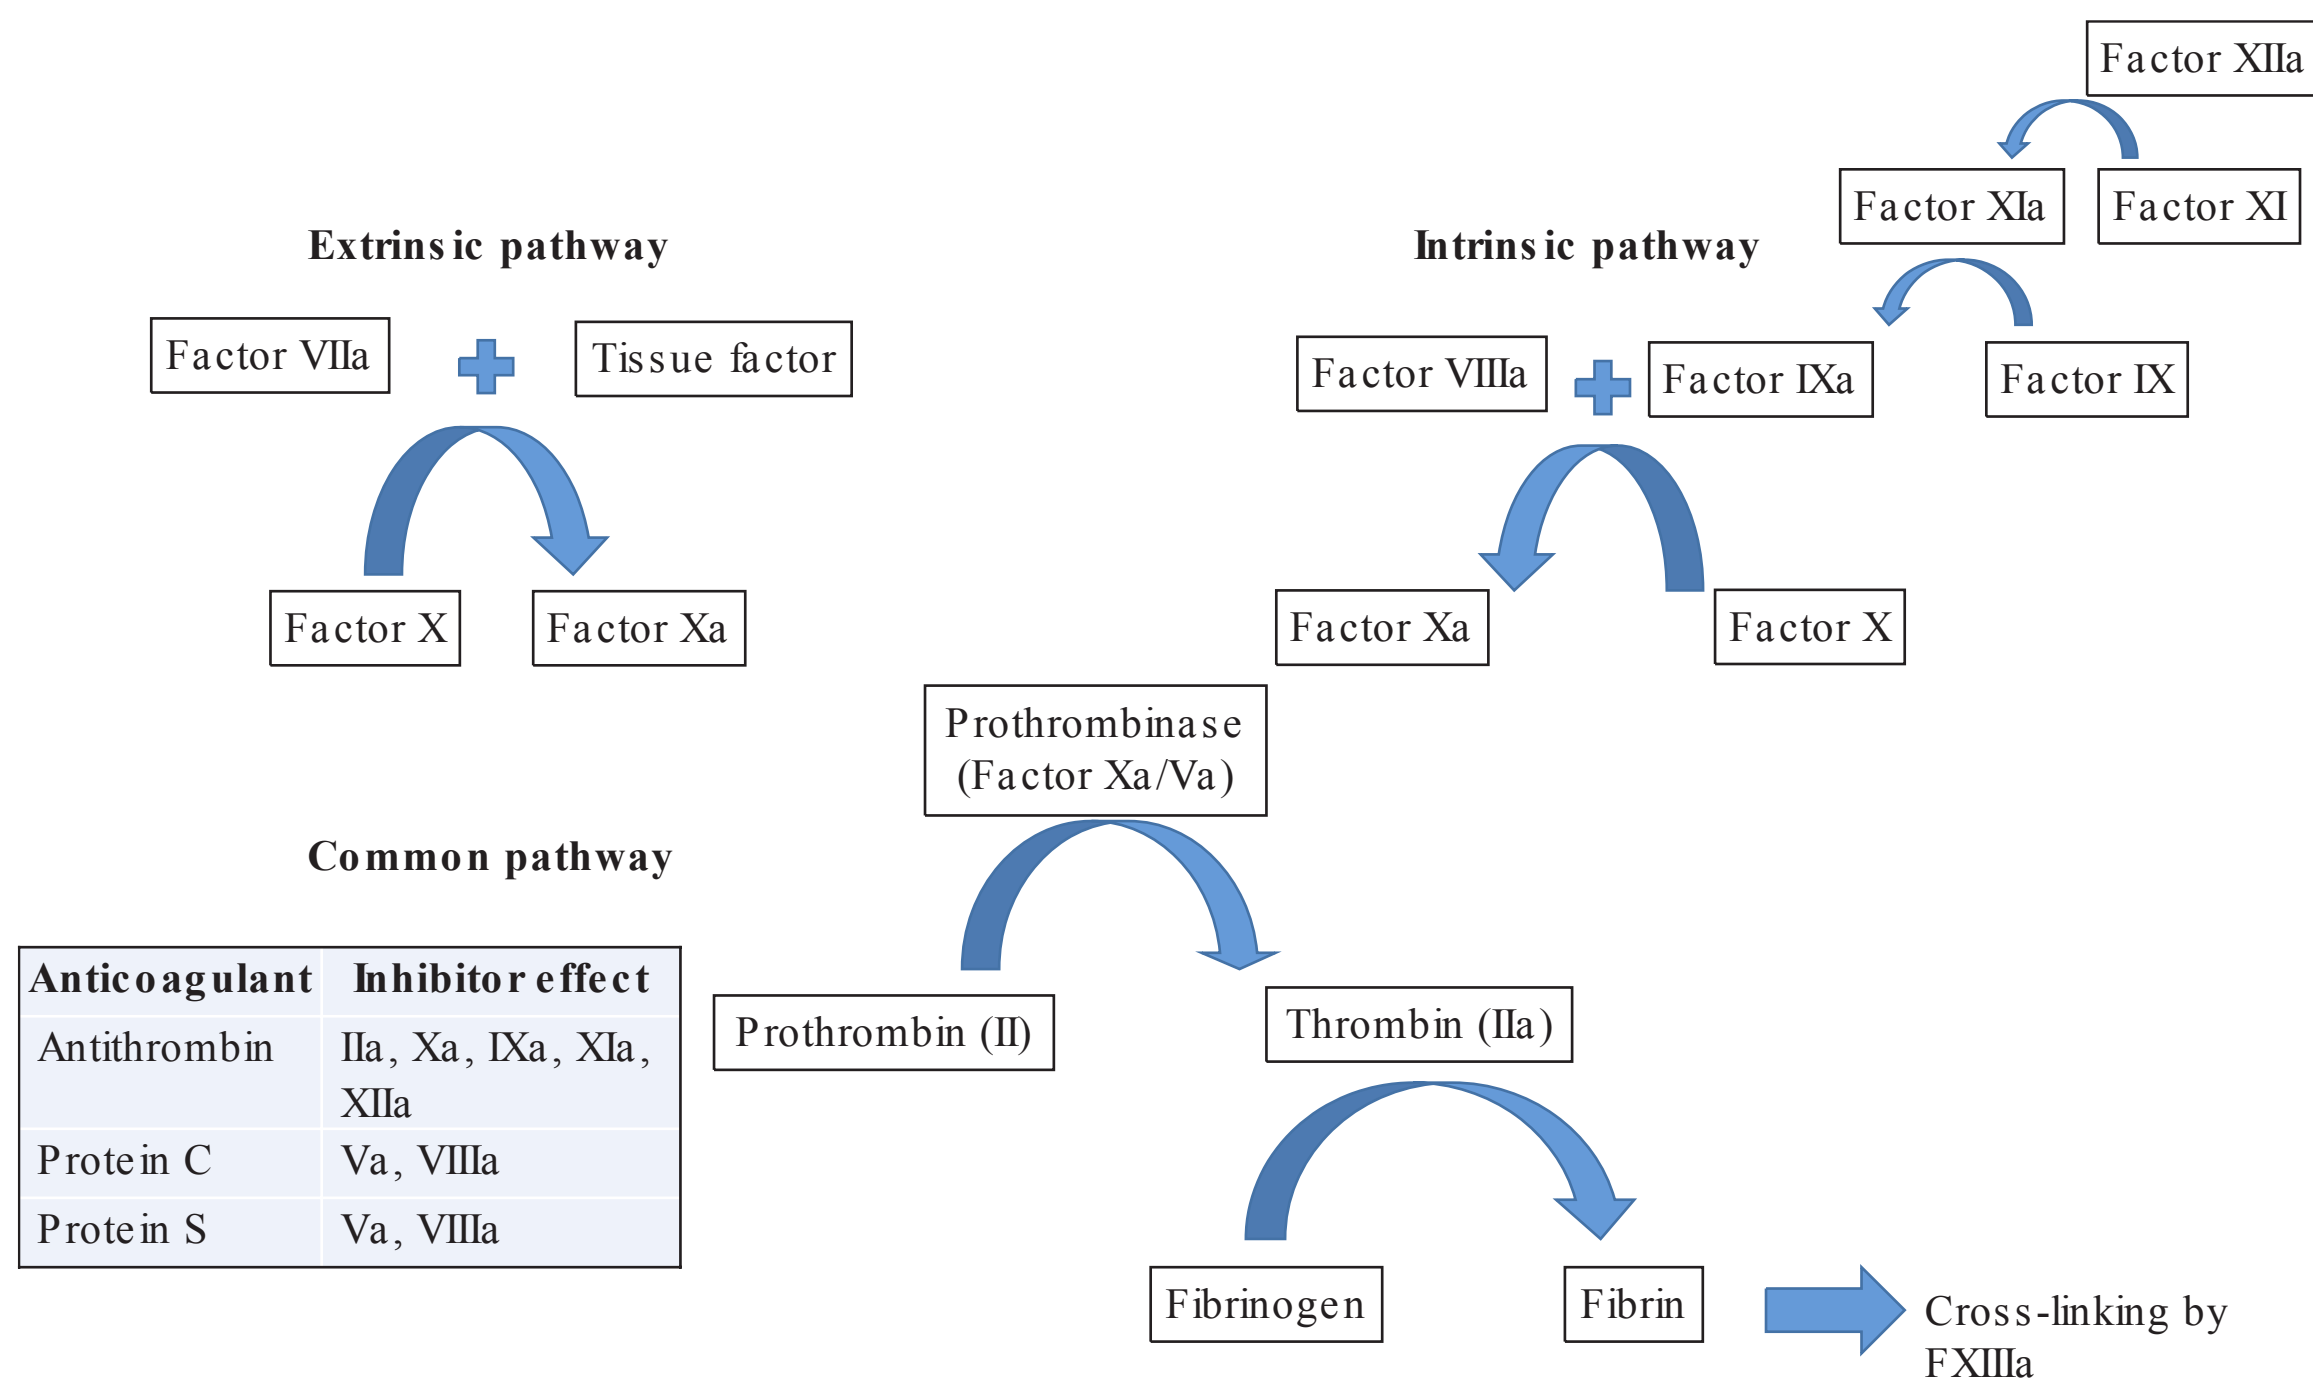 Factor XIIa
Factor XIa
Factor XI
Extrinsic pathway
Intrinsic pathway
Factor VIIa
Tissue factor
Factor VIIIa
Factor IXa
Factor IX
Factor X
Factor Xa
Factor Xa
Factor X
Prothrombinase
(Factor Xa/Va)
Common pathway
Anticoagulant Inhibitor effect
Antithrombin IIa, Xa, IXa, XIa,
XIIa
Protein C Va, VIIIa
Protein S Va, VIIIa
Prothrombin (II)
Thrombin (IIa)
Fibrinogen
Fibrin
Cross-linking by
FXIIIa